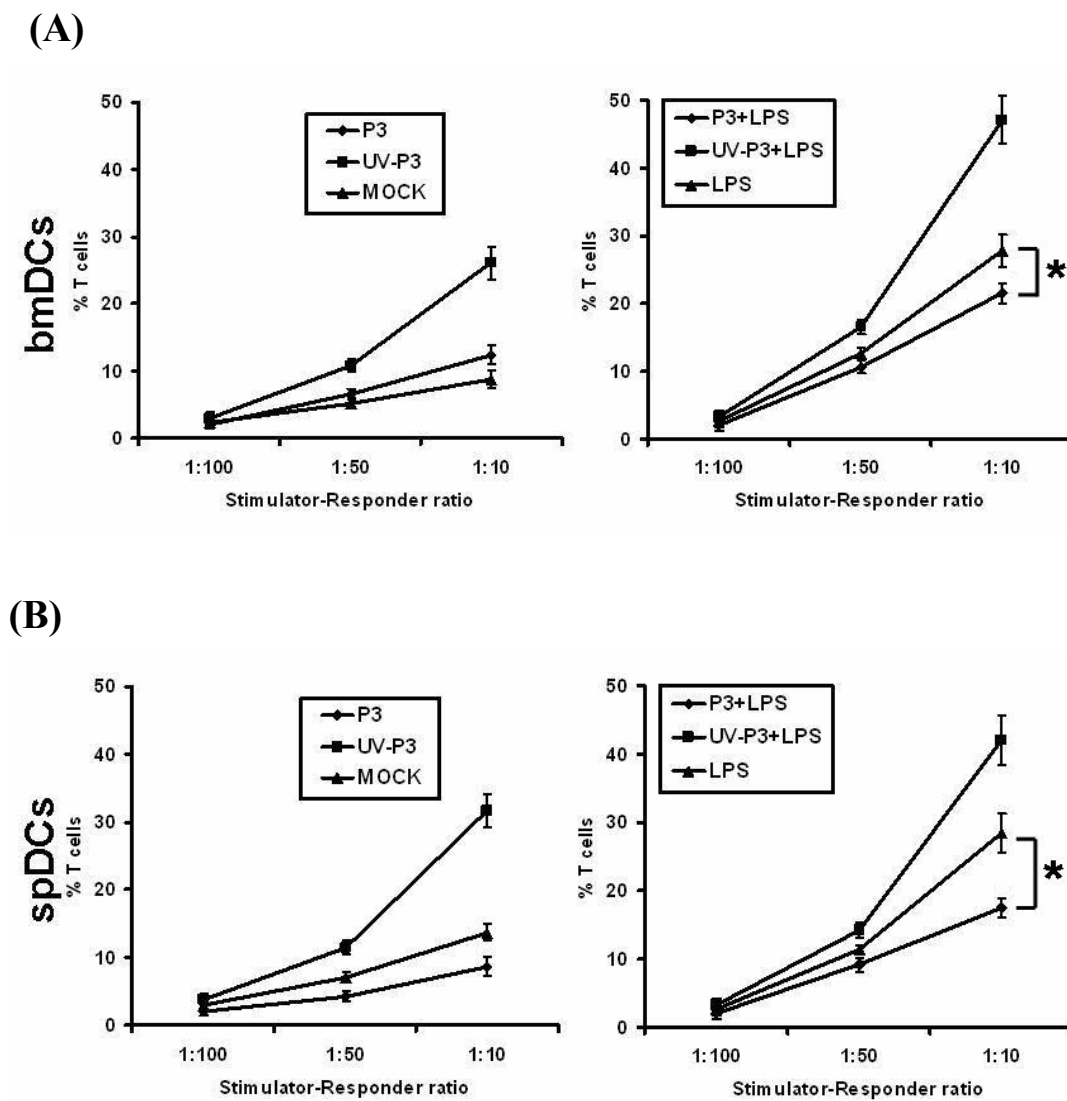 (A)
bmDCs
% T cells
50
40
30
20
10
0
P3
UV-P3
MOCK
1:100 1:50 1:10
Stimulator-Responder ratio
% T cells
50
40
30
20
10
0
P3+LPS
UV-P3+LPS
LPS
*
1:100 1:50 1:10
Stimulator-Responder ratio
(B)
spDCs
% T cells
50
40
30
20
10
0
P3
UV-P3
MOCK
1:100 1:50 1:10
Stimulator-Responder ratio
% T cells
50
40
30
20
10
0
P3+LPS
UV-P3+LPS
LPS
*
1:100 1:50 1:10
Stimulator-Responder ratio